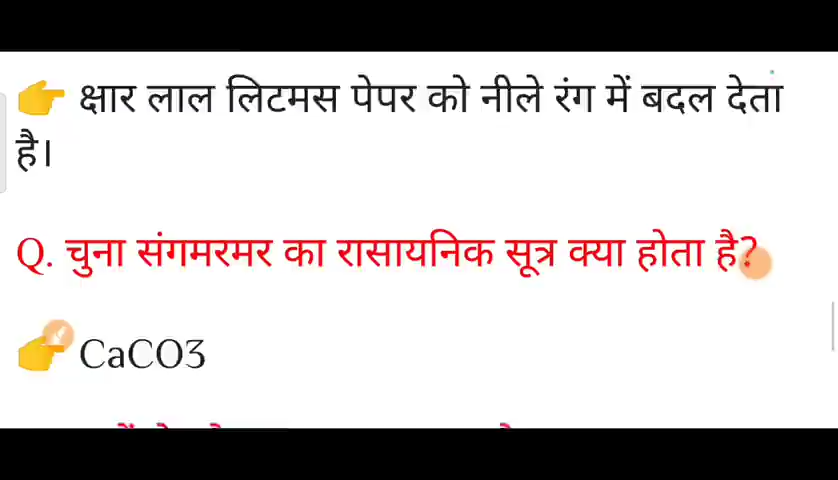 👉 क्षार लाल लिटमस पेपर को नीले रंग में बदल देता
है।
Q. चुना संगमरमर का रासायनिक सूत्र क्या होता है?
👉 CaCO3